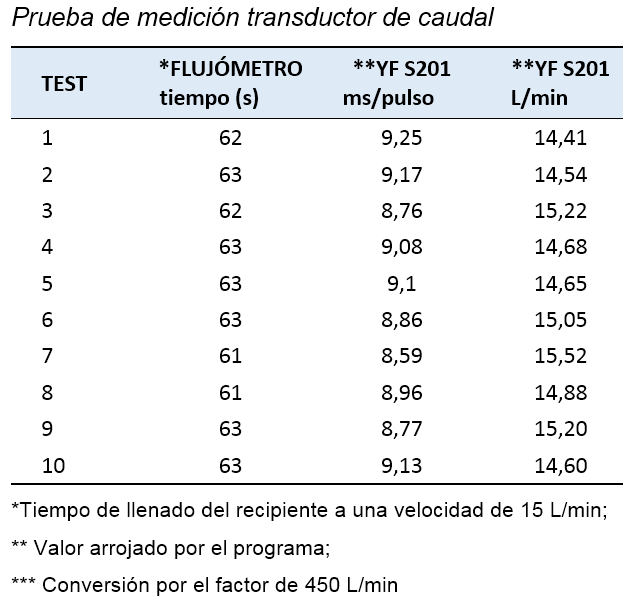 Prueba de medición transductor de caudal
TEST *FLUJÓMETRO tiempo (s) **YF S201 ms/pulso **YF S201 L/min
1 62 9,25 14,41
2 63 9,17 14,54
3 62 8,76 15,22
4 63 9,08 14,68
5 63 9,1 14,65
6 63 8,86 15,05
7 61 8,59 15,52
8 61 8,96 14,88
9 63 8,77 15,20
10 63 9,13 14,60
*Tiempo de llenado del recipiente a una velocidad de 15 L/min;
** Valor arrojado por el programa;
*** Conversión por el factor de 450 L/min